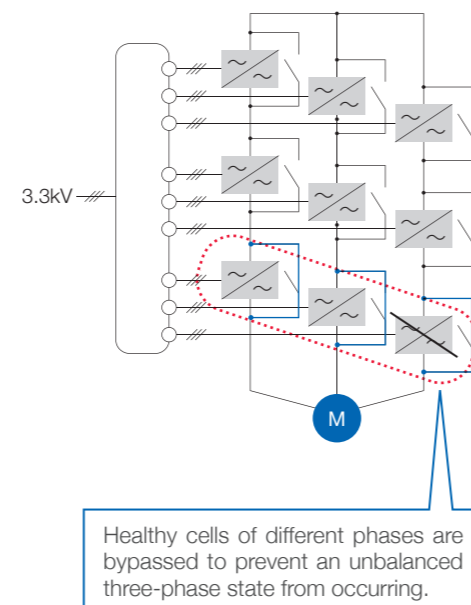 3.3kV
M
Healthy cells of different phases are
bypassed to prevent an unbalanced
three-phase state from occurring.